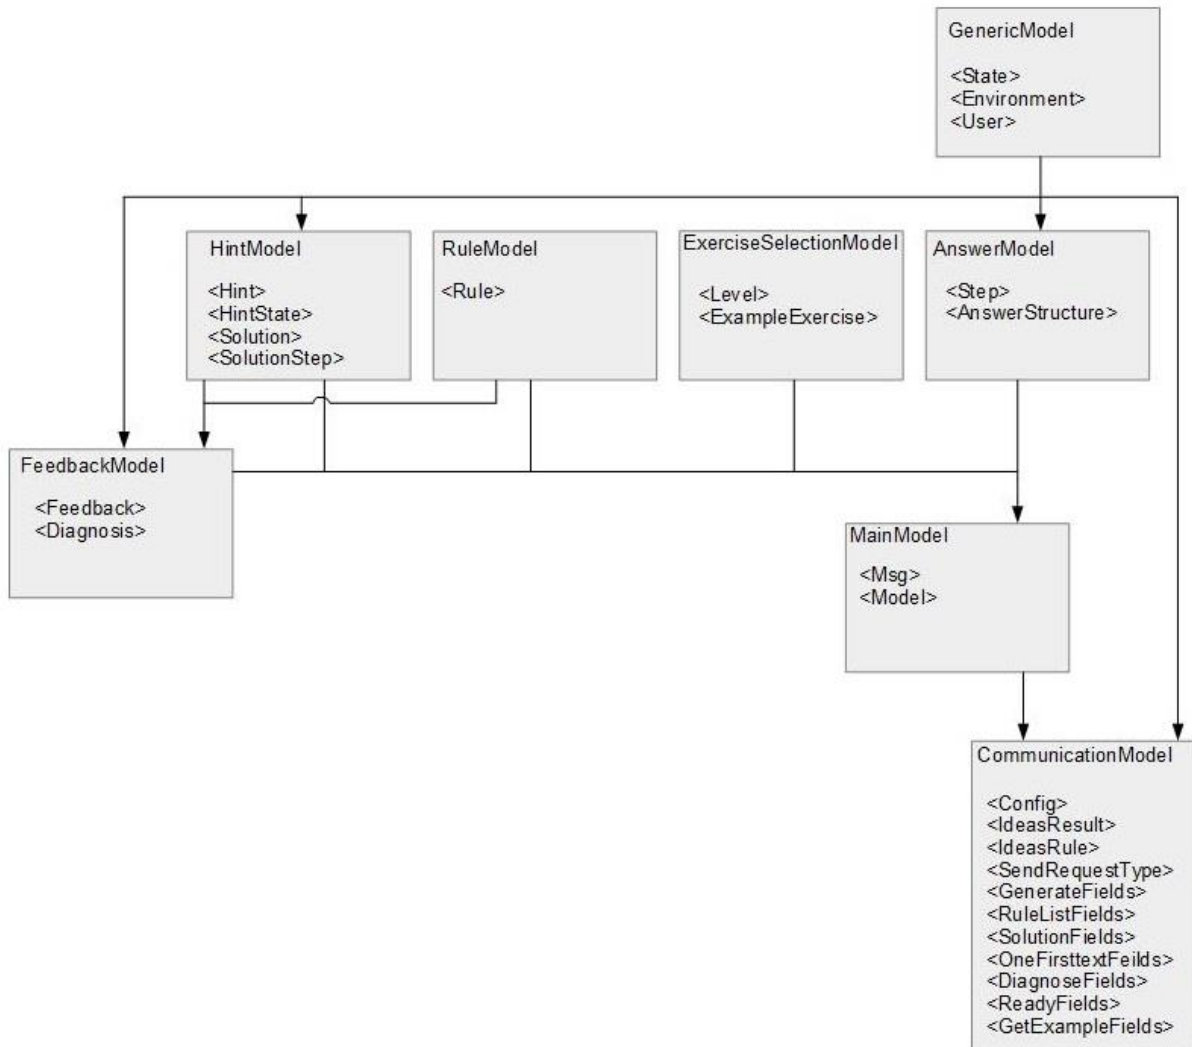 GenericModel
<State>
<Environment>
<User>
HintModel
<Hint>
<HintState>
<Solution>
<SolutionStep>
RuleModel
<Rule>
ExerciseSelectionModel
<Level>
<ExampleExercise>
AnswerModel
<Step>
<AnswerStructure>
FeedbackModel
<Feedback>
<Diagnosis>
MainModel
<Msg>
<Model>
CommunicationModel
<Config>
<IdeasResult>
<IdeasRule>
<SendRequestType>
<GenerateFields>
<RuleListFields>
<SolutionFields>
<OneFirsttextFeilds>
<DiagnoseFields>
<ReadyFields>
<GetExampleFields>